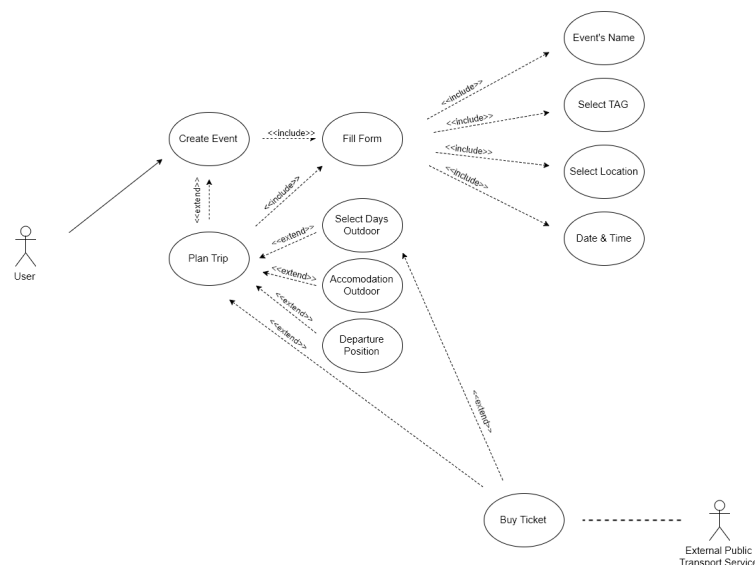 Event's Name
<<include>>
Select TAG
<<include>>
Create Event
<<include>>
Fill Form
<<include>>
Select Location
<<include>>
<<extend>>
<<include>>
Select Days
Outdoor
Date & Time
User
<<extend>>
Plan Trip
<<extend>>
Accomodation
Outdoor
<<extend>>
<<extend>>
Departure
Position
<<extend>>
Buy Ticket
External Public
Transport Service